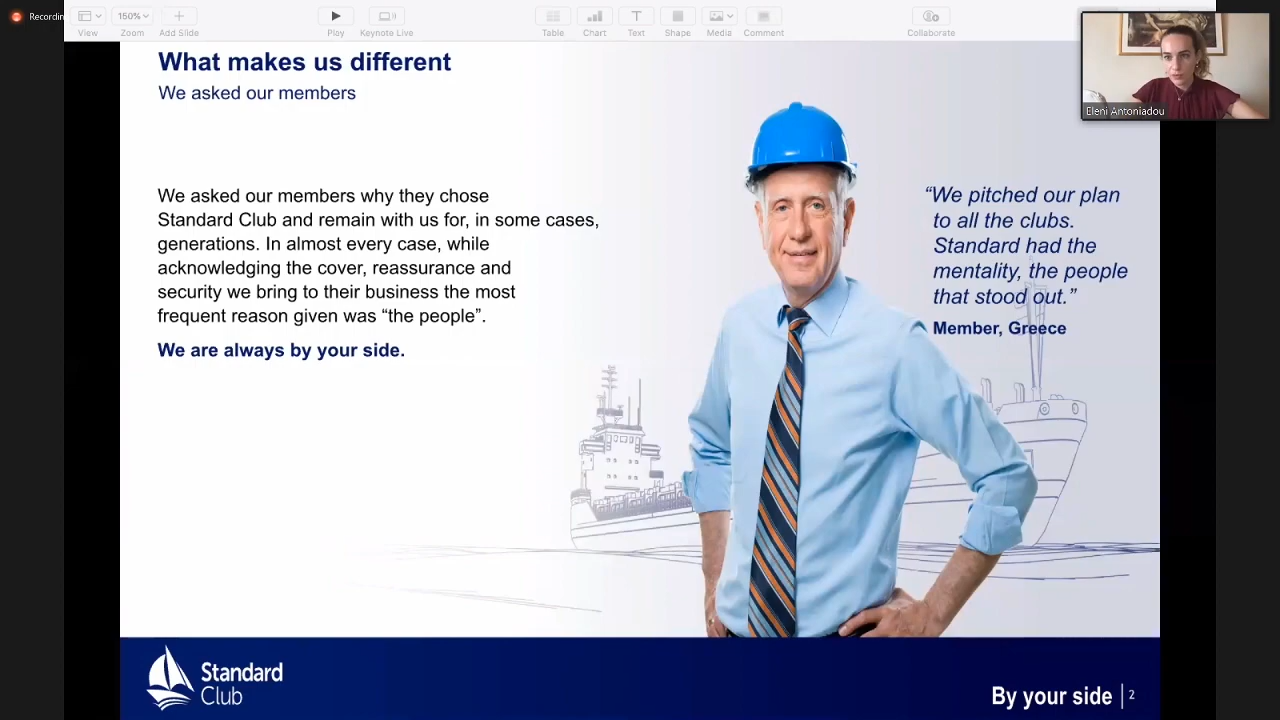 Recordin
View
150%
Zoom
Add Slide
Play
Keynote Live
Table
Chart
Text
Shape
Media
Comment
Collaborate
Eleni Antoniadou
What makes us different
We asked our members
We asked our members why they chose
Standard Club and remain with us for, in some cases,
generations. In almost every case, while
acknowledging the cover, reassurance and
security we bring to their business the most
frequent reason given was “the people”.
We are always by your side.
“We pitched our plan
to all the clubs.
Standard had the
mentality, the people
that stood out.”
Member, Greece
Standard
Club
By your side
2